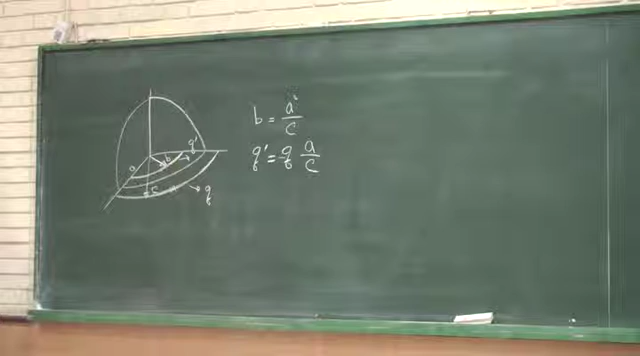 b = a² / c
q' = q a / c
a
b
q'
c
q